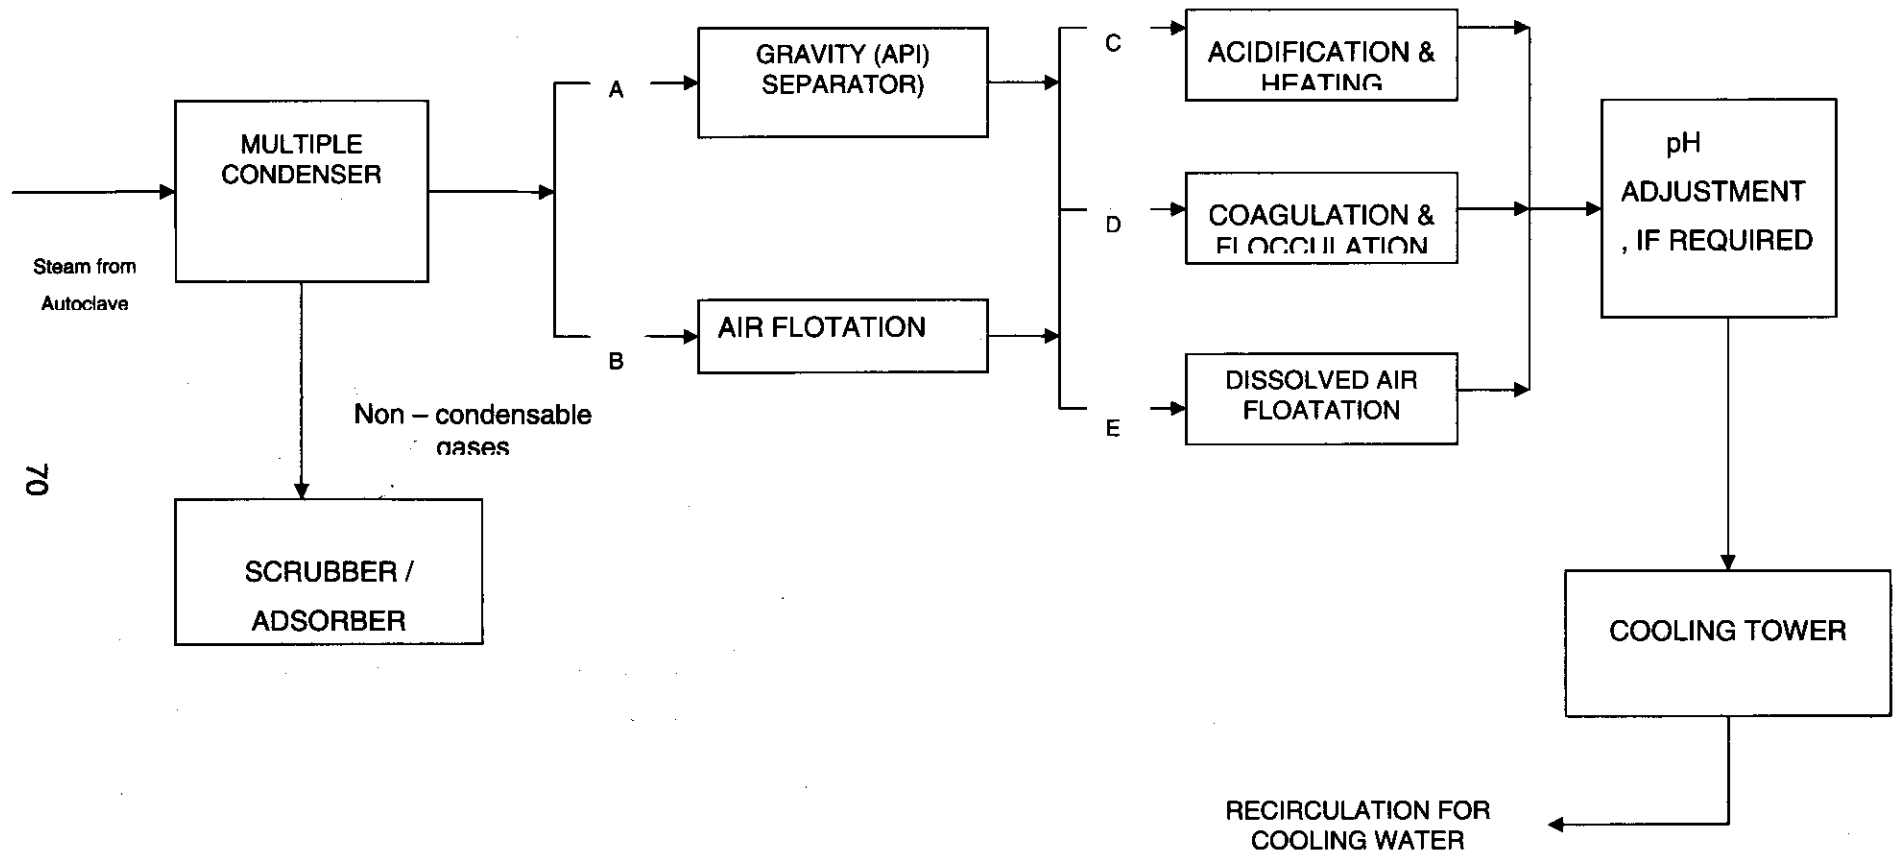 Steam from
Autoclave
MULTIPLE
CONDENSER
Non – condensable
gases
SCRUBBER /
ADSORBER
A
B
GRAVITY (API)
SEPARATOR)
AIR FLOTATION
C
D
E
ACIDIFICATION &
HEATING
COAGULATION &
FLOCCULATION
DISSOLVED AIR
FLOATATION
pH
ADJUSTMENT
, IF REQUIRED
COOLING TOWER
RECIRCULATION FOR
COOLING WATER
70